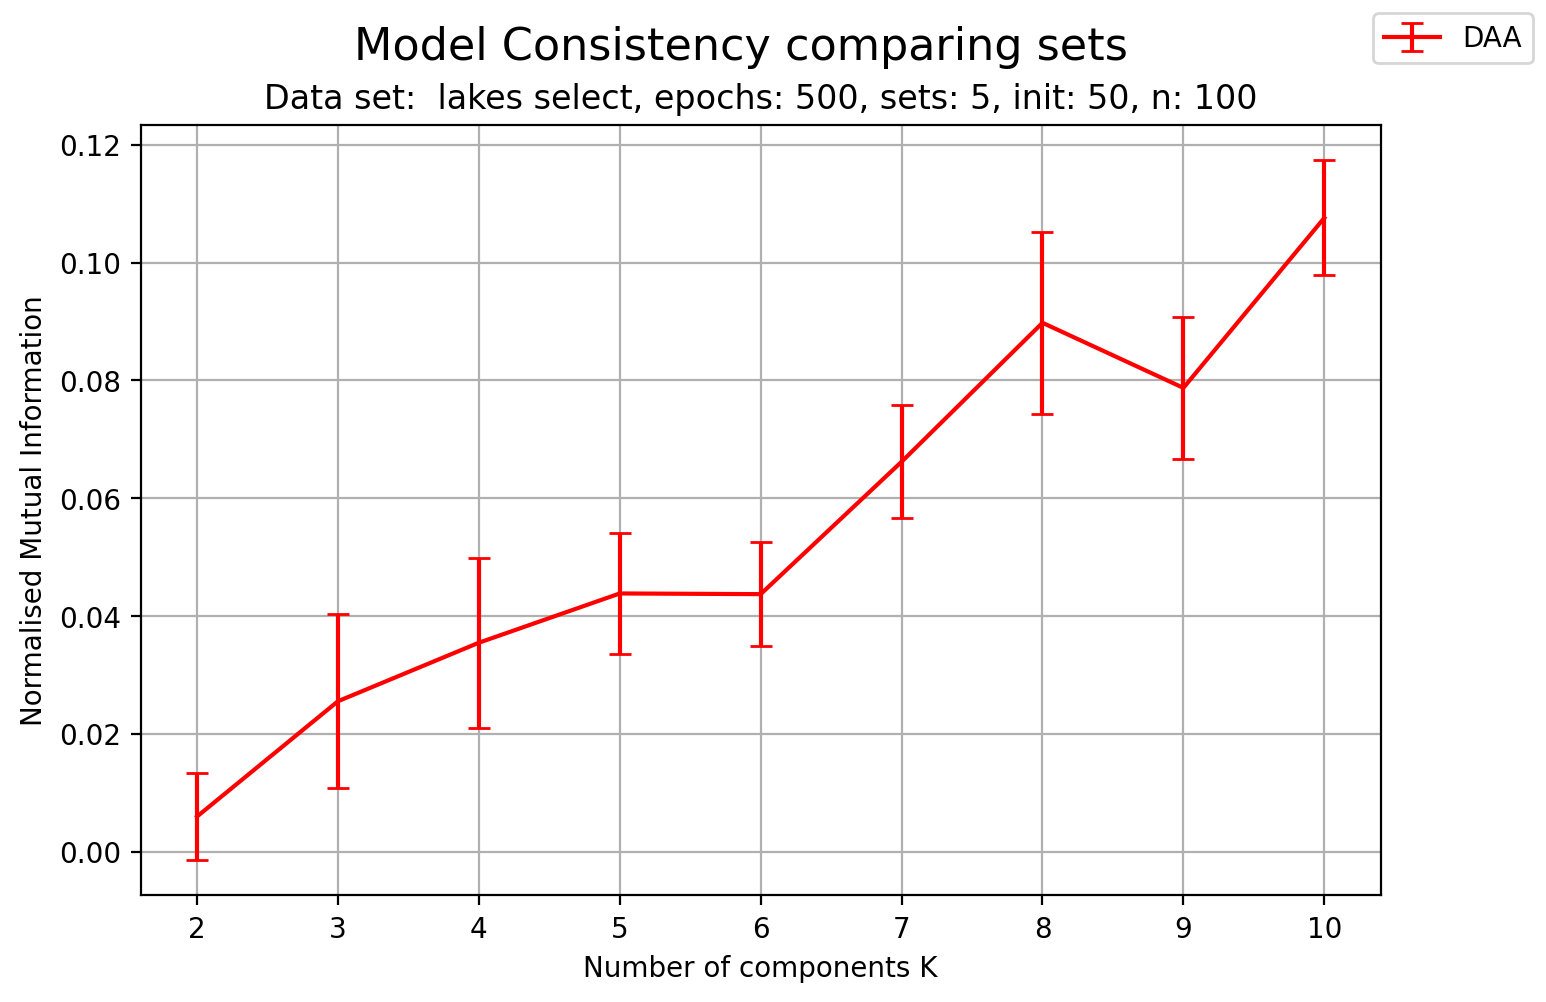 Model Consistency comparing sets
DAA
Data set:  lakes select, epochs: 500, sets: 5, init: 50, n: 100
0.12
0.10
0.08
0.06
0.04
0.02
0.00
Normalised Mutual Information
2 3 4 5 6 7 8 9 10
Number of components K